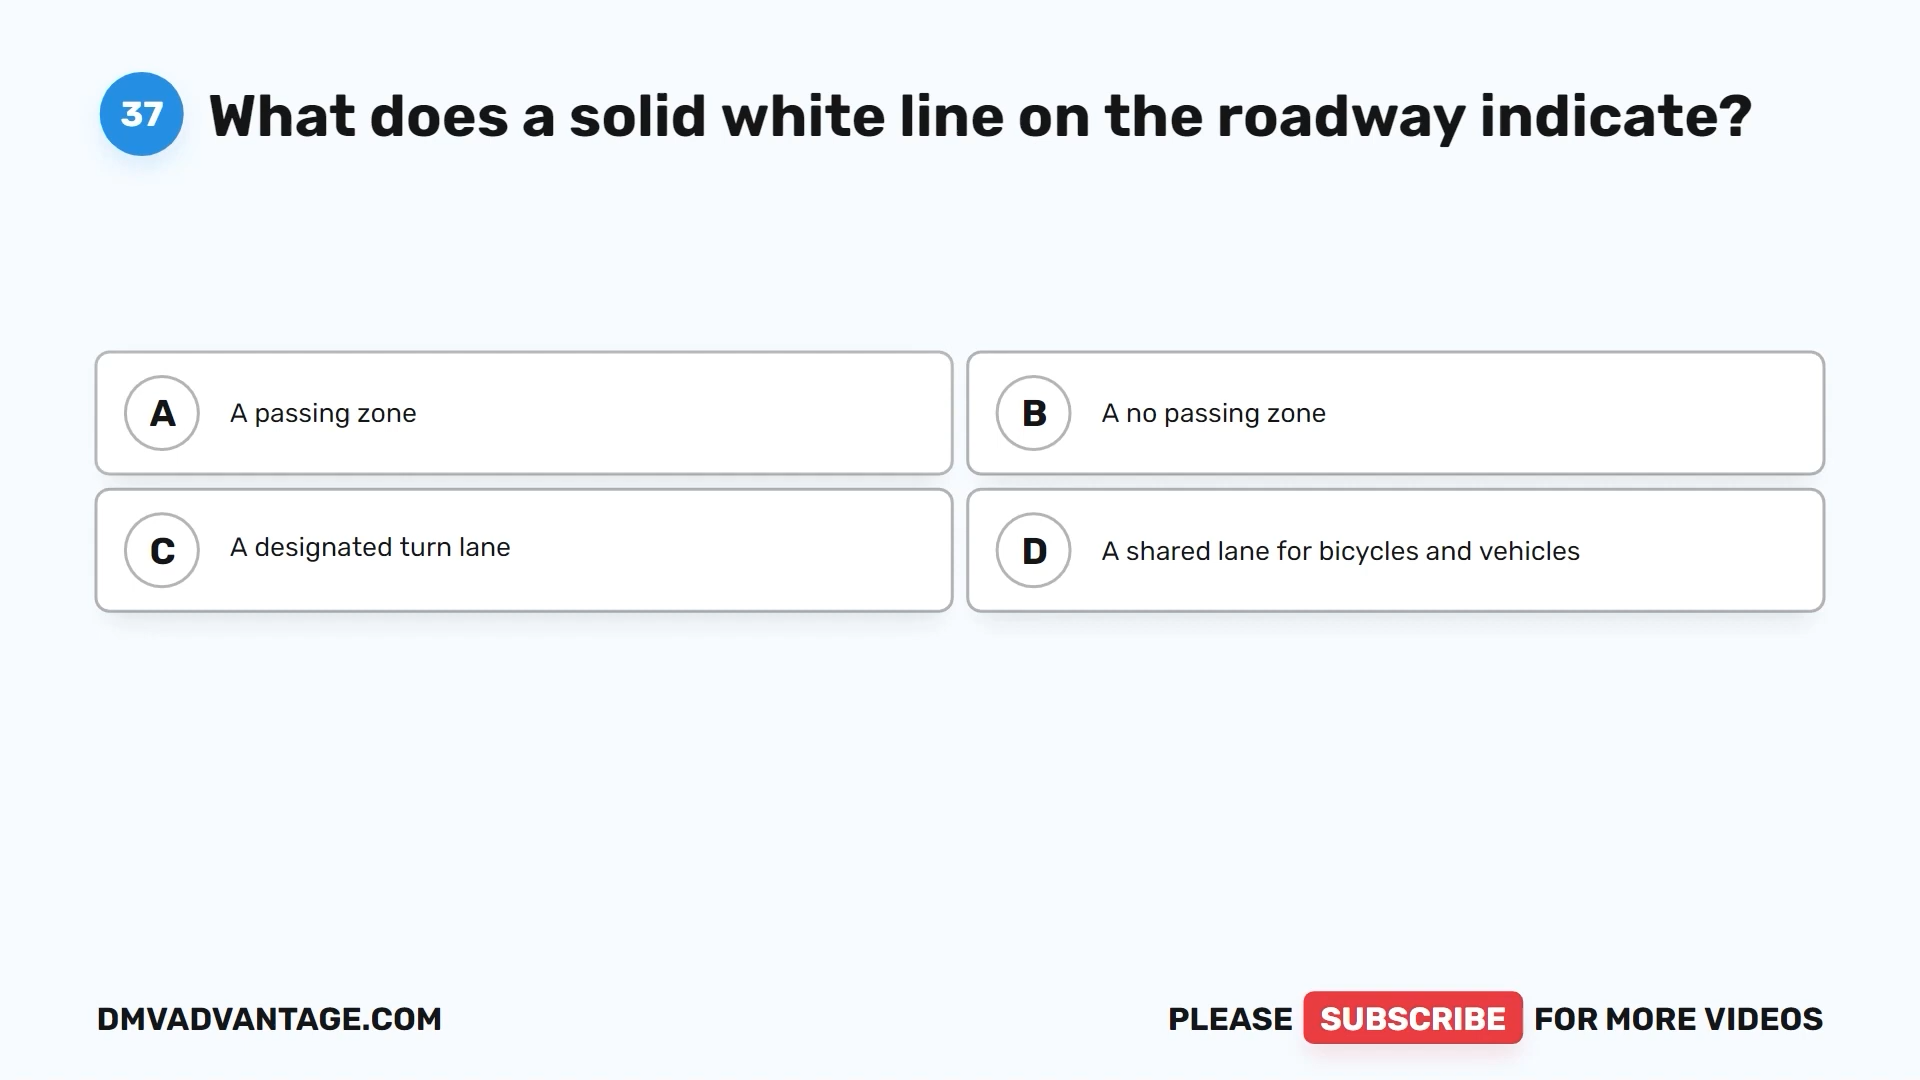 37 What does a solid white line on the roadway indicate?
A A passing zone
B A no passing zone
C A designated turn lane
D A shared lane for bicycles and vehicles
DMVADVANTAGE.COM
PLEASE SUBSCRIBE FOR MORE VIDEOS